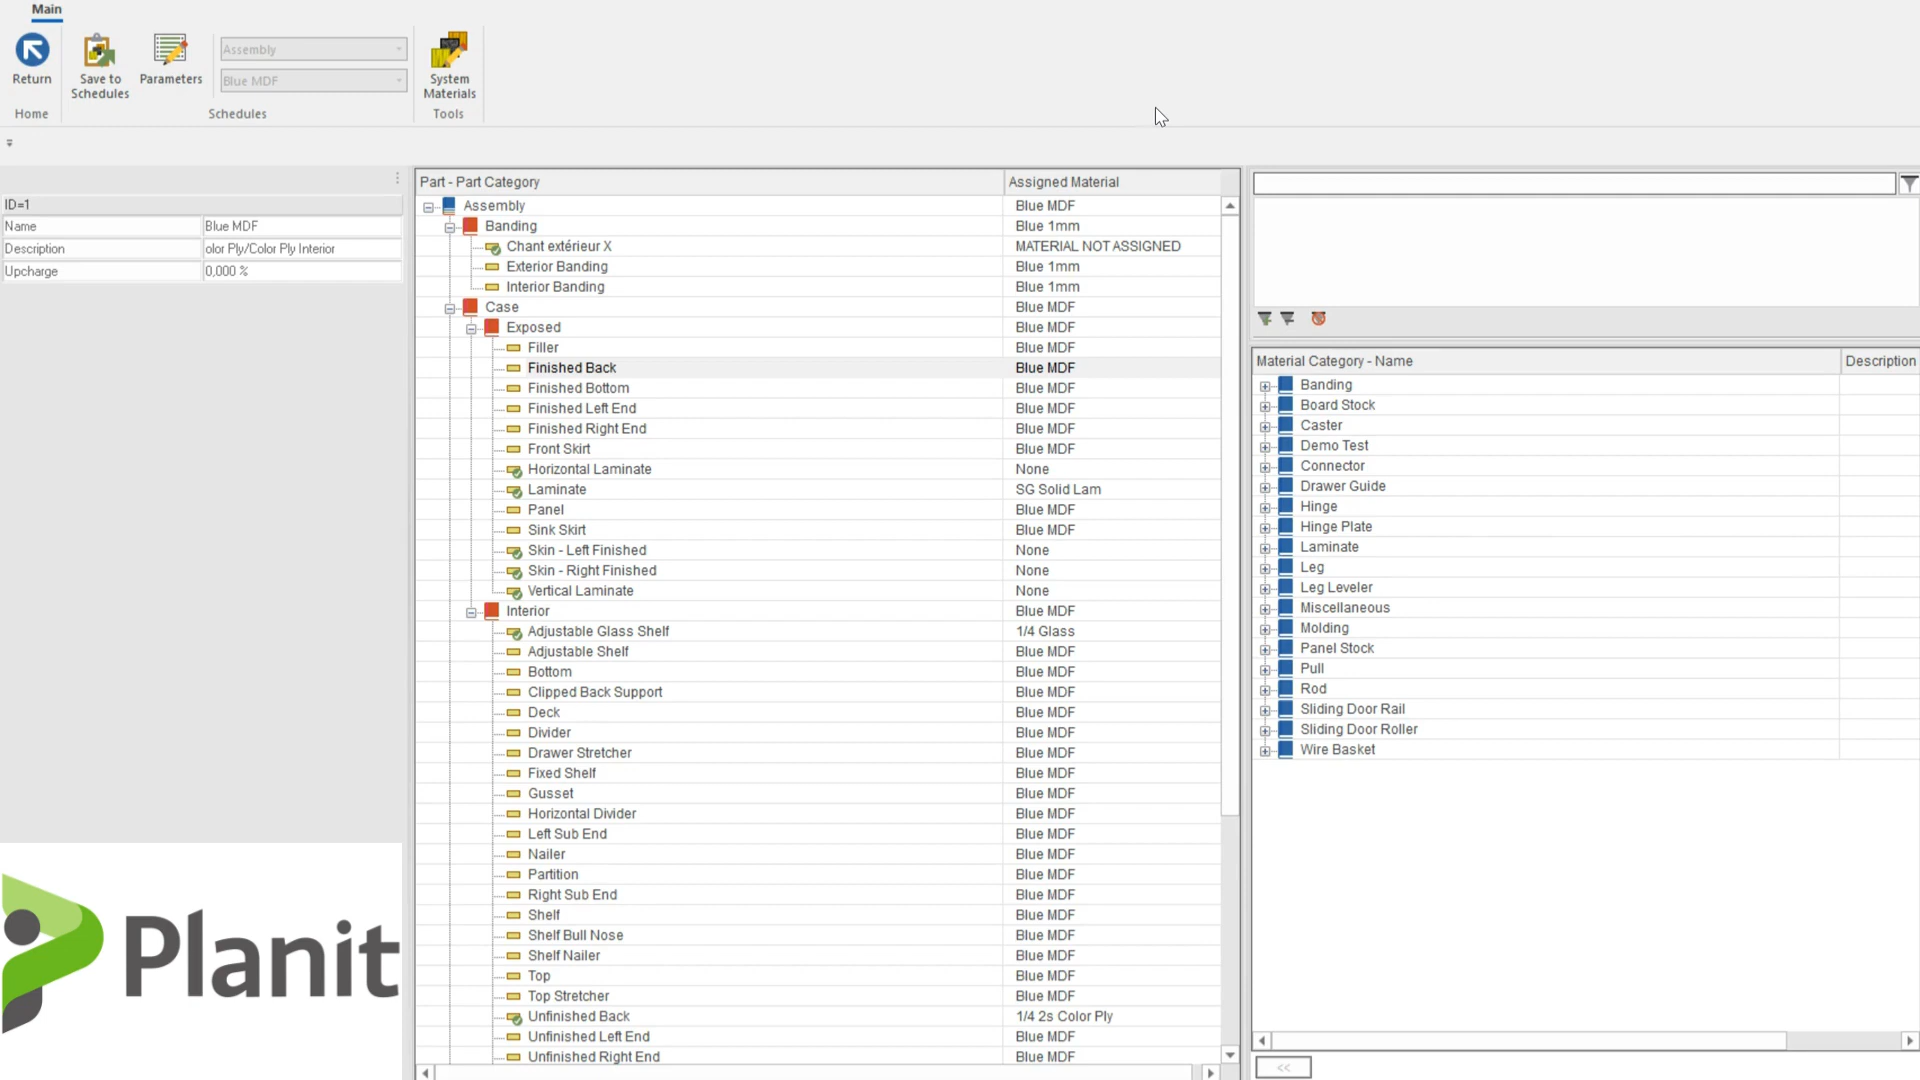 Main
Return
Save to
Schedules
Parameters
Assembly
Blue MDF
System
Materials
Home
Schedules
Tools
ID=1
Name Blue MDF
Description olor Ply/Color Ply Interior
Upcharge 0,000 %
Part - Part Category Assigned Material
Assembly Blue MDF
Banding Blue 1mm
Chant extérieur X MATERIAL NOT ASSIGNED
Exterior Banding Blue 1mm
Interior Banding Blue 1mm
Case Blue MDF
Exposed Blue MDF
Filler Blue MDF
Finished Back Blue MDF
Finished Bottom Blue MDF
Finished Left End Blue MDF
Finished Right End Blue MDF
Front Skirt Blue MDF
Horizontal Laminate None
Laminate SG Solid Lam
Panel Blue MDF
Sink Skirt Blue MDF
Skin - Left Finished None
Skin - Right Finished None
Vertical Laminate None
Interior Blue MDF
Adjustable Glass Shelf 1/4 Glass
Adjustable Shelf Blue MDF
Bottom Blue MDF
Clipped Back Support Blue MDF
Deck Blue MDF
Divider Blue MDF
Drawer Stretcher Blue MDF
Fixed Shelf Blue MDF
Gusset Blue MDF
Horizontal Divider Blue MDF
Left Sub End Blue MDF
Nailer Blue MDF
Partition Blue MDF
Right Sub End Blue MDF
Shelf Blue MDF
Shelf Bull Nose Blue MDF
Shelf Nailer Blue MDF
Top Blue MDF
Top Stretcher Blue MDF
Unfinished Back 1/4 2s Color Ply
Unfinished Left End Blue MDF
Unfinished Right End Blue MDF
Material Category - Name Description
Banding
Board Stock
Caster
Demo Test
Connector
Drawer Guide
Hinge
Hinge Plate
Laminate
Leg
Leg Leveler
Miscellaneous
Molding
Panel Stock
Pull
Rod
Sliding Door Rail
Sliding Door Roller
Wire Basket
<<
Planit